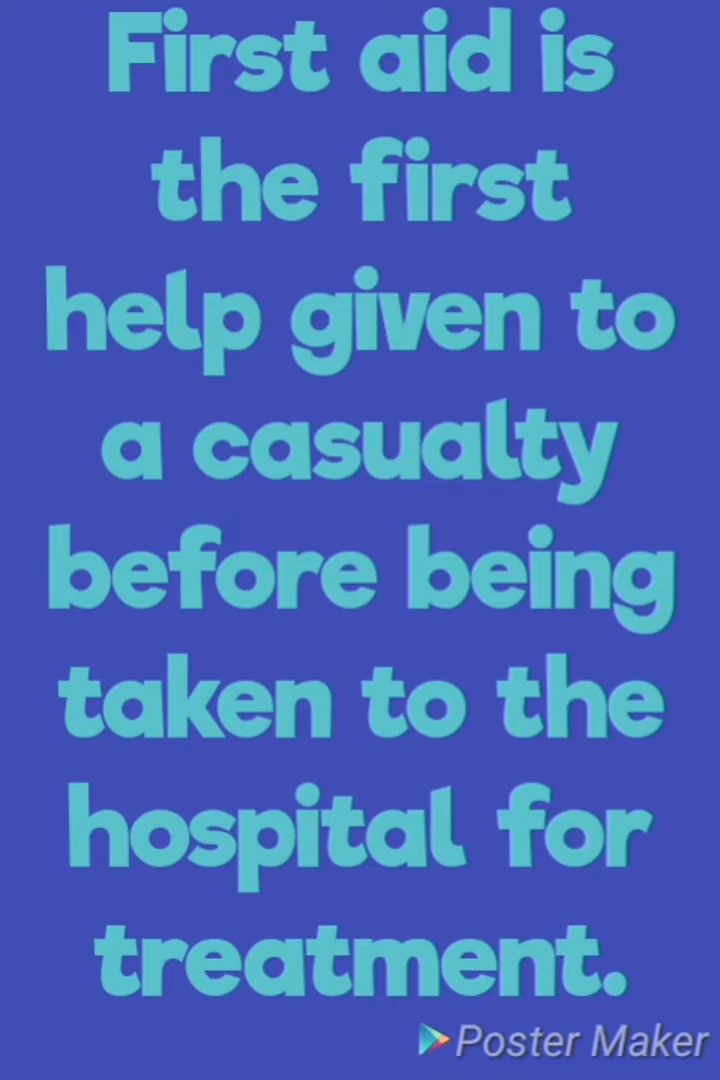 First aid is
the first
help given to
a casualty
before being
taken to the
hospital for
treatment.
Poster Maker